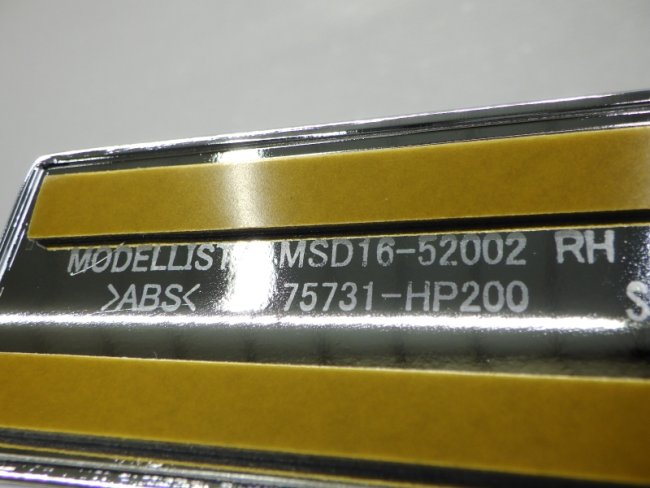 MODELLISTA MSD16-52002 RH
>ABS< 75731-HP200 S